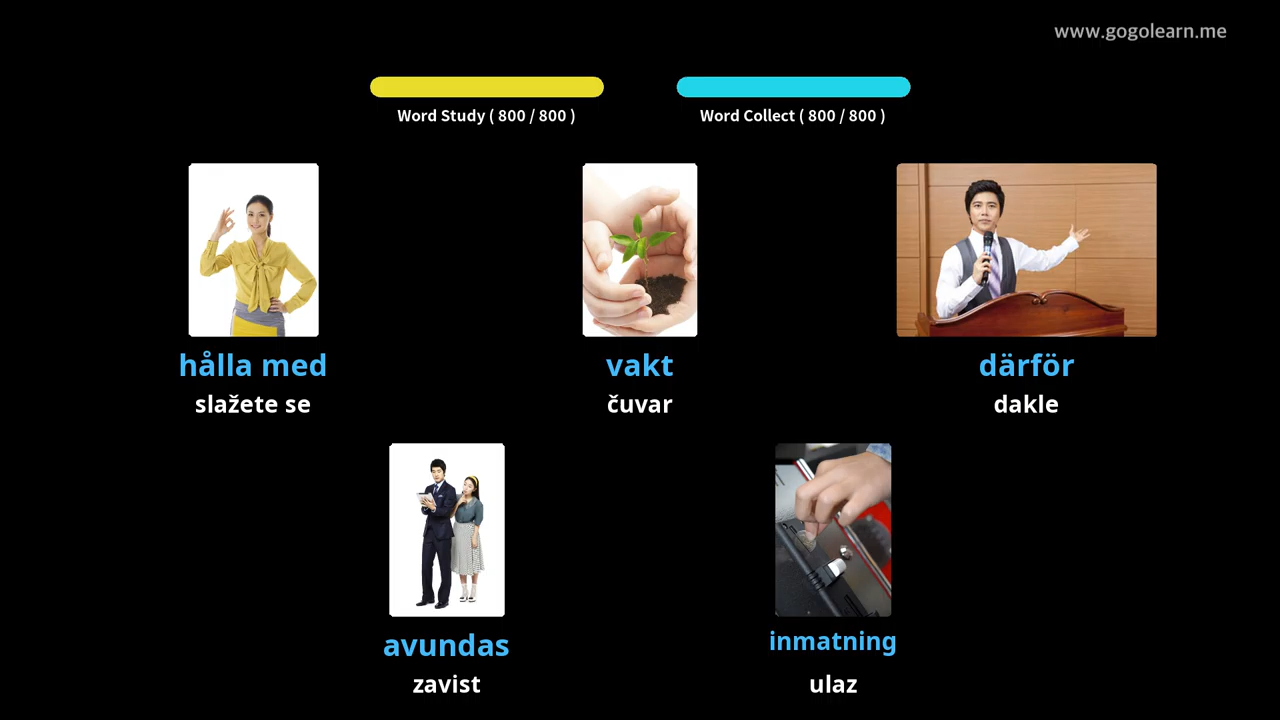 www.gogolearn.me
Word Study ( 800 / 800 )
Word Collect ( 800 / 800 )
hålla med
slažete se
vakt
čuvar
därför
dakle
avundas
zavist
inmatning
ulaz